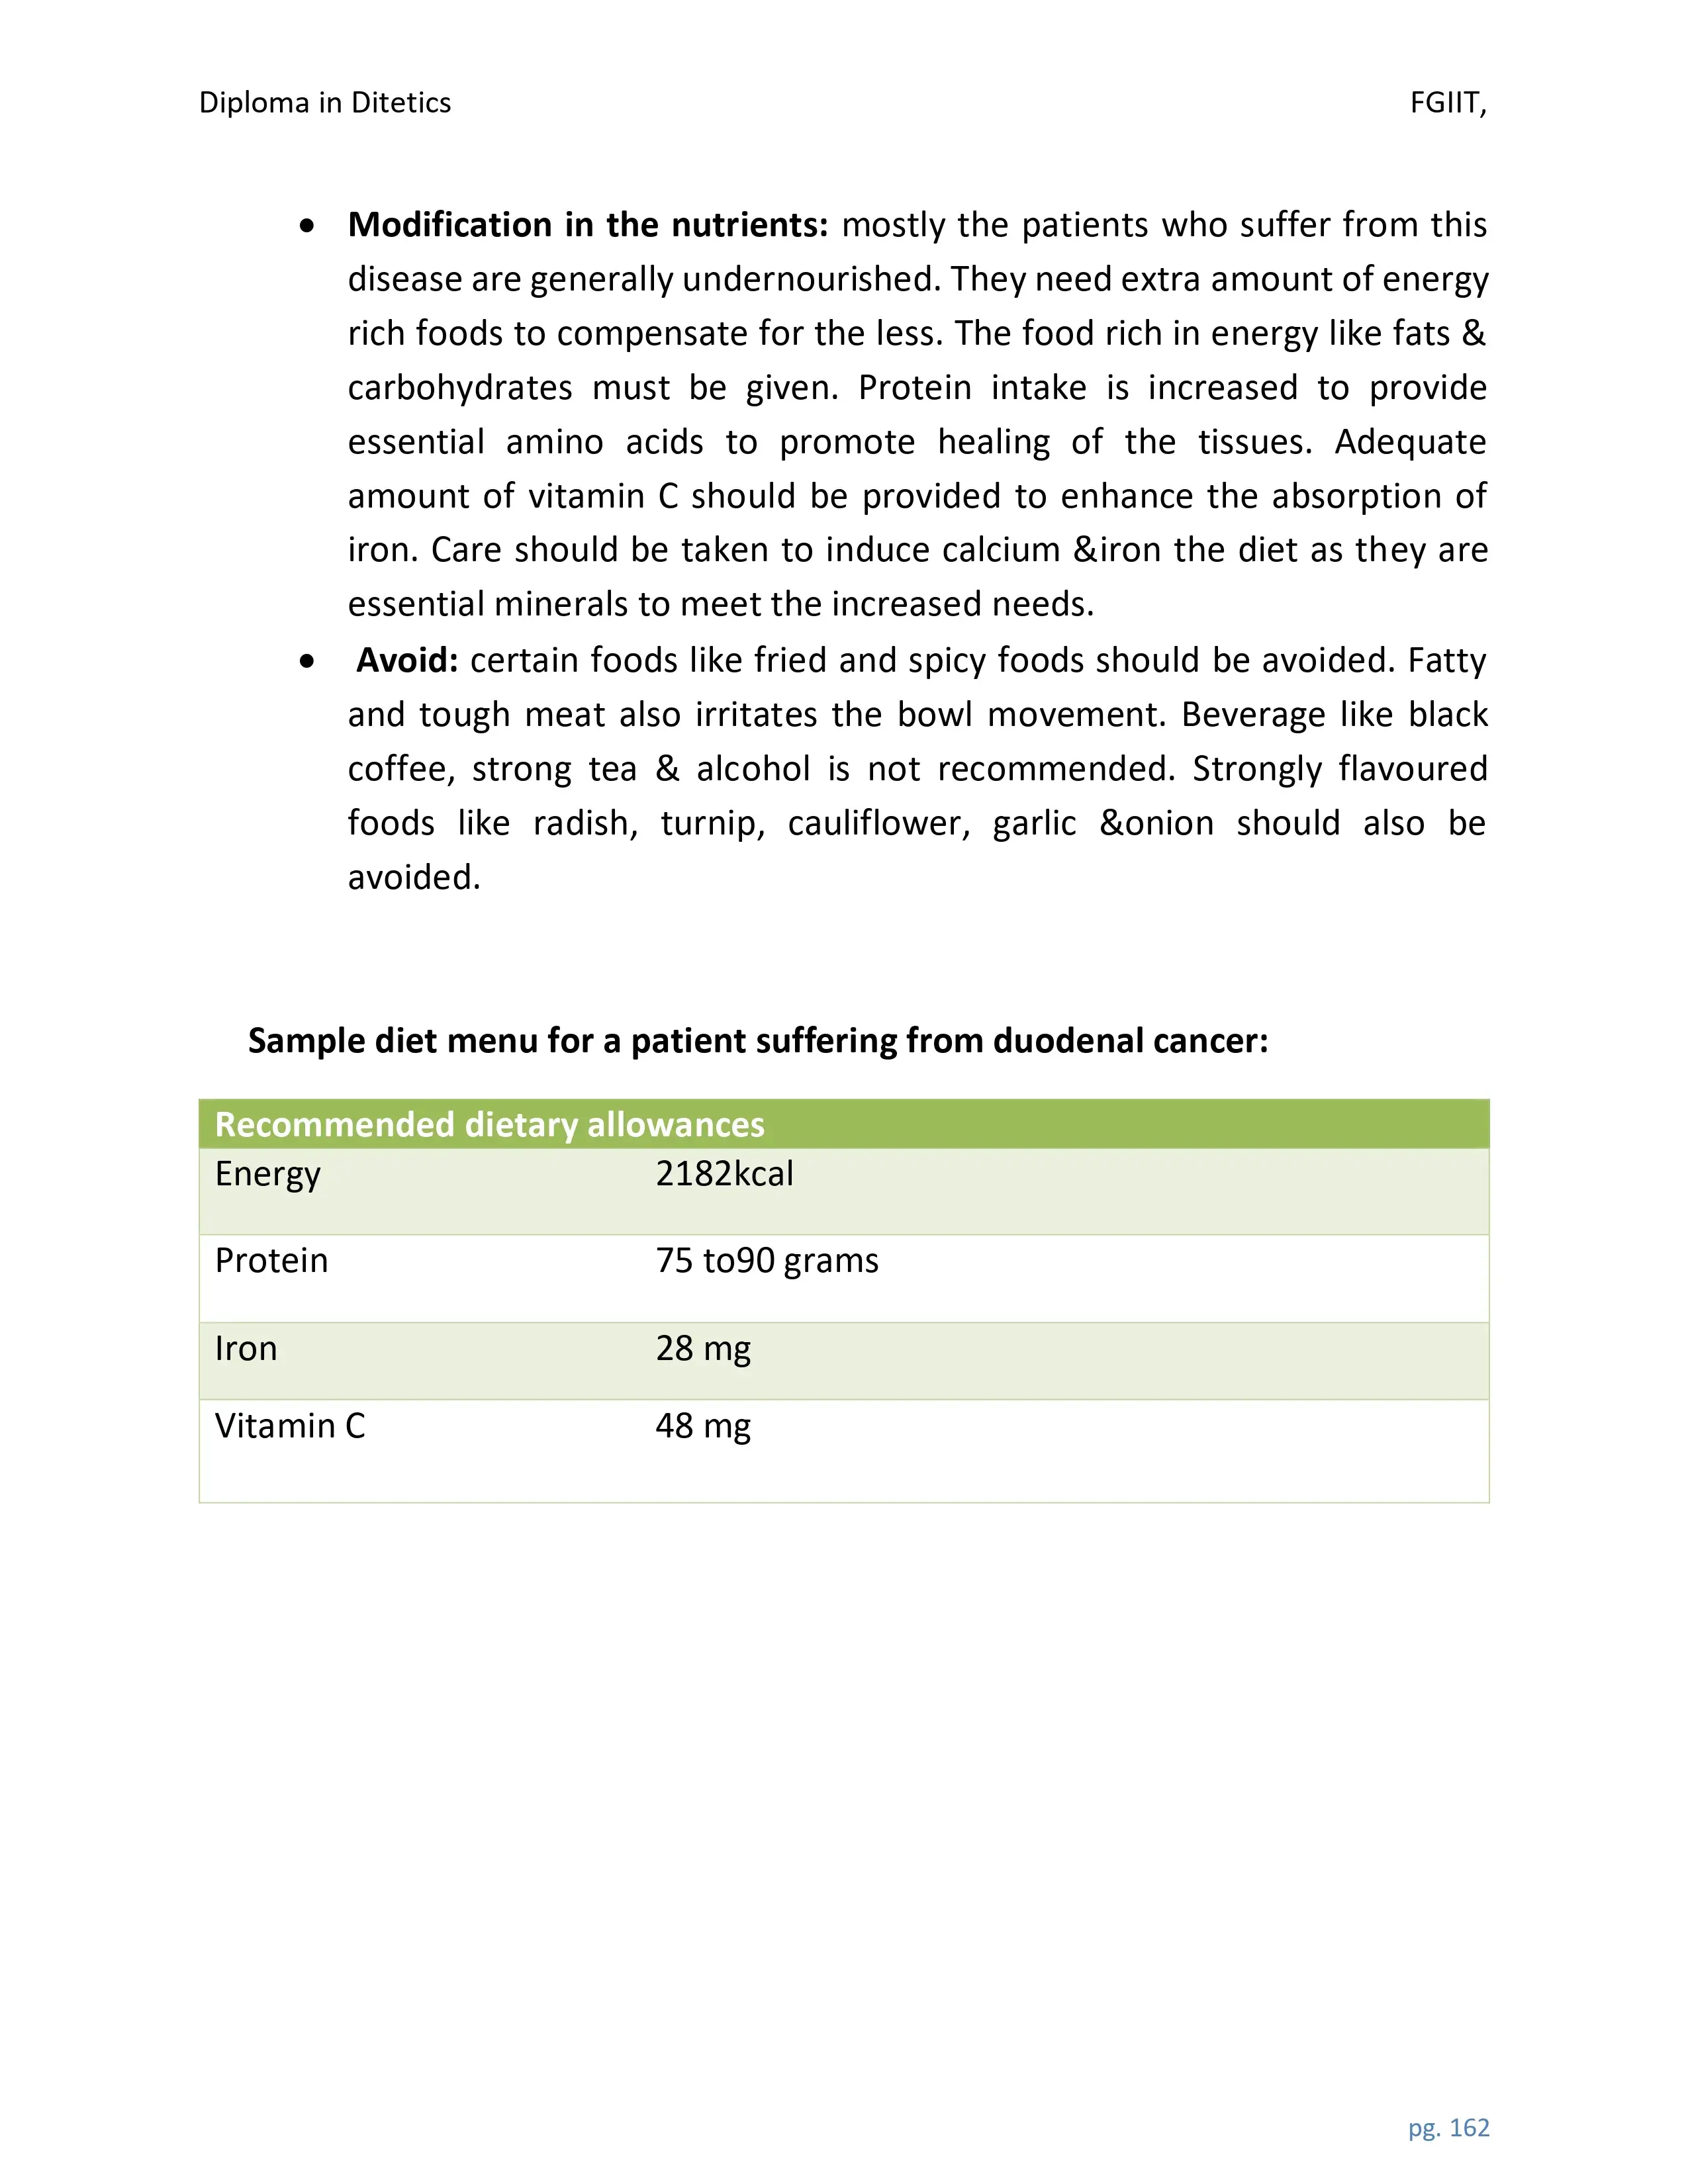 Diploma in Ditetics FGIIT,
• Modification in the nutrients: mostly the patients who suffer from this
disease are generally undernourished. They need extra amount of energy
rich foods to compensate for the less. The food rich in energy like fats &
carbohydrates must be given. Protein intake is increased to provide
essential amino acids to promote healing of the tissues. Adequate
amount of vitamin C should be provided to enhance the absorption of
iron. Care should be taken to induce calcium &iron the diet as they are
essential minerals to meet the increased needs.
• Avoid: certain foods like fried and spicy foods should be avoided. Fatty
and tough meat also irritates the bowl movement. Beverage like black
coffee, strong tea & alcohol is not recommended. Strongly flavoured
foods like radish, turnip, cauliflower, garlic &onion should also be
avoided.
Sample diet menu for a patient suffering from duodenal cancer:
Recommended dietary allowances
Energy 2182kcal
Protein 75 to90 grams
Iron 28 mg
Vitamin C 48 mg
pg. 162